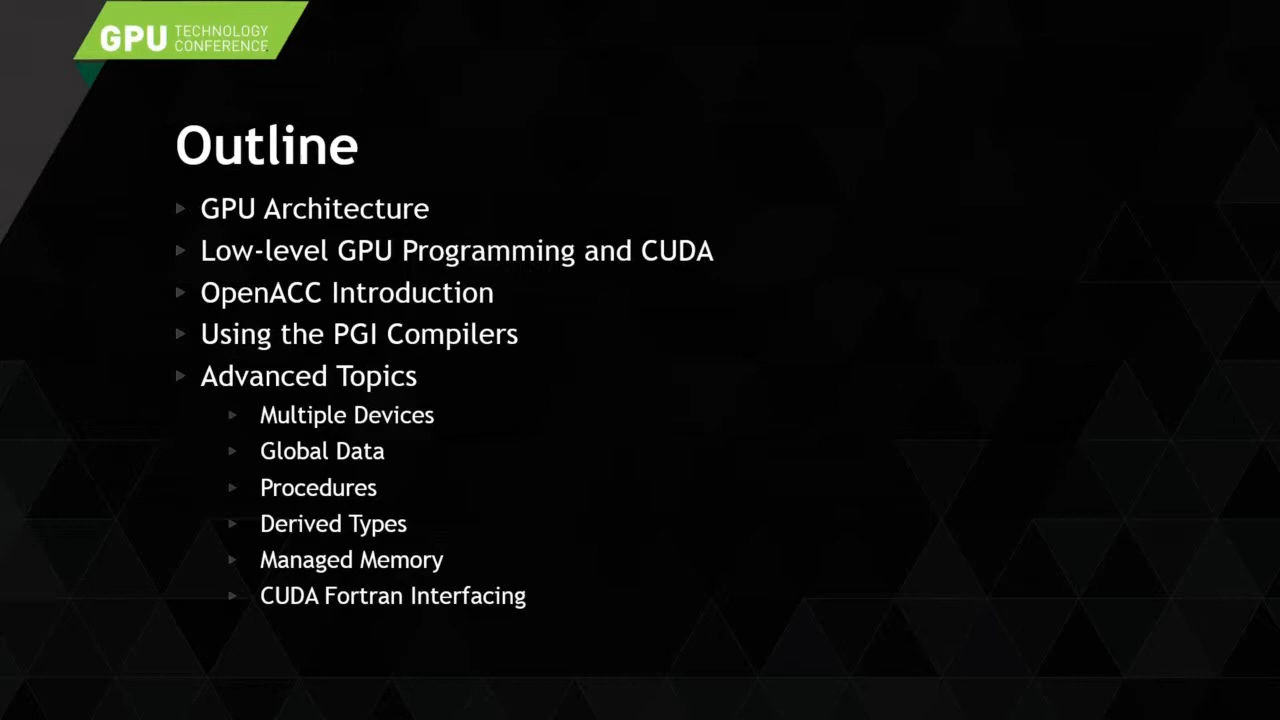 GPU TECHNOLOGY
CONFERENCE
Outline
GPU Architecture
Low-level GPU Programming and CUDA
OpenACC Introduction
Using the PGI Compilers
Advanced Topics
Multiple Devices
Global Data
Procedures
Derived Types
Managed Memory
CUDA Fortran Interfacing